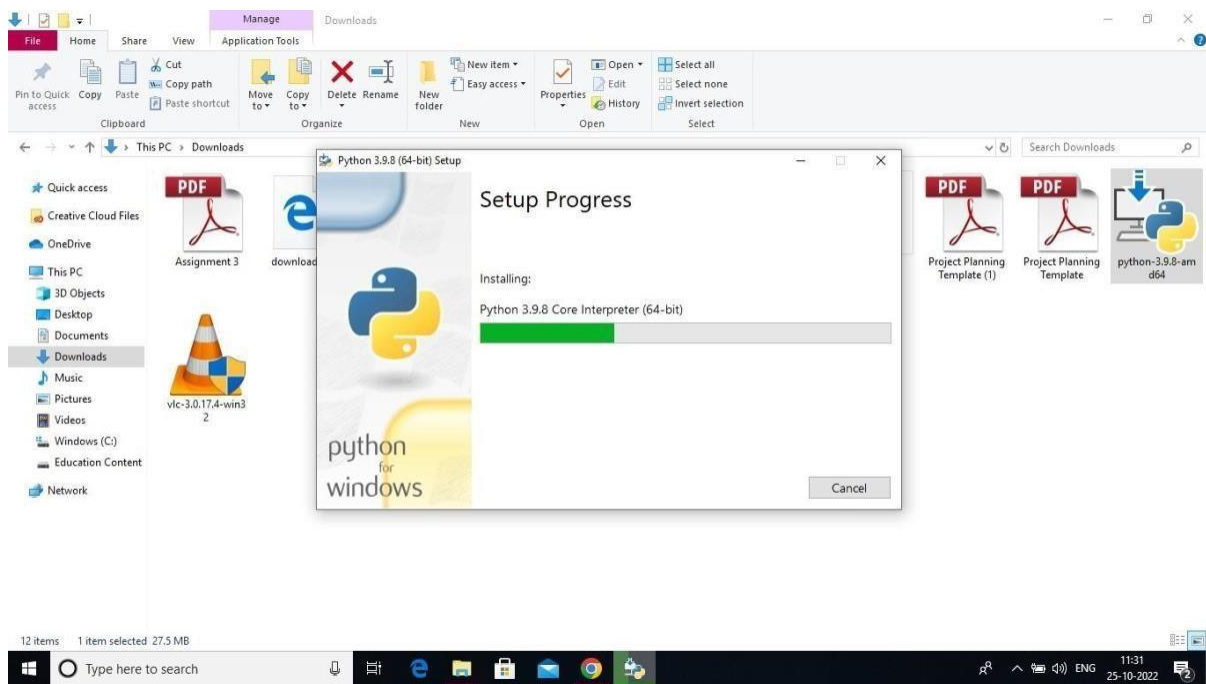 Manage
Downloads
File
Home
Share
View
Application Tools
Pin to Quick
access
Copy
Paste
Cut
Copy path
Paste shortcut
Clipboard
Move
to
Copy
to
Delete
Rename
Organize
New
folder
New item
Easy access
New
Properties
Open
Edit
History
Open
Select all
Select none
Invert selection
Select
This PC
Downloads
Search Downloads
Quick access
Creative Cloud Files
OneDrive
This PC
3D Objects
Desktop
Documents
Downloads
Music
Pictures
Videos
Windows (C:)
Education Content
Network
PDF
Assignment 3
download
vlc-3.0.17.4-win3
2
Python 3.9.8 (64-bit) Setup
Setup Progress
Installing:
Python 3.9.8 Core Interpreter (64-bit)
python
for
windows
Cancel
PDF
Project Planning
Template (1)
PDF
Project Planning
Template
python-3.9.8-am
d64
12 items
1 item selected 27.5 MB
Type here to search
ENG
11:31
25-10-2022
2